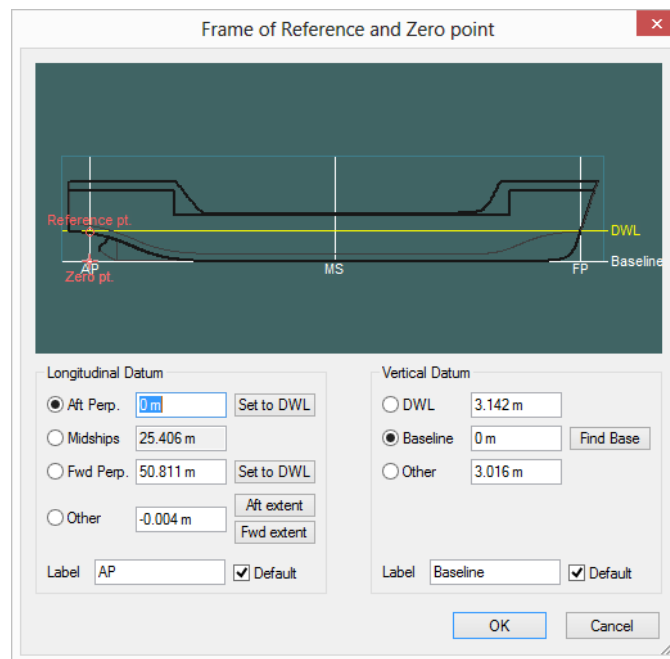 Frame of Reference and Zero point
Reference pt.
DWL
Baseline
AP
MS
FP
Zero pt.
Longitudinal Datum
Aft Perp. 0 m Set to DWL
Midships 25.406 m
Fwd Perp. 50.811 m Set to DWL
Aft extent
Other -0.004 m
Fwd extent
Label AP Default
Vertical Datum
DWL 3.142 m
Baseline 0 m Find Base
Other 3.016 m
Label Baseline Default
OK Cancel